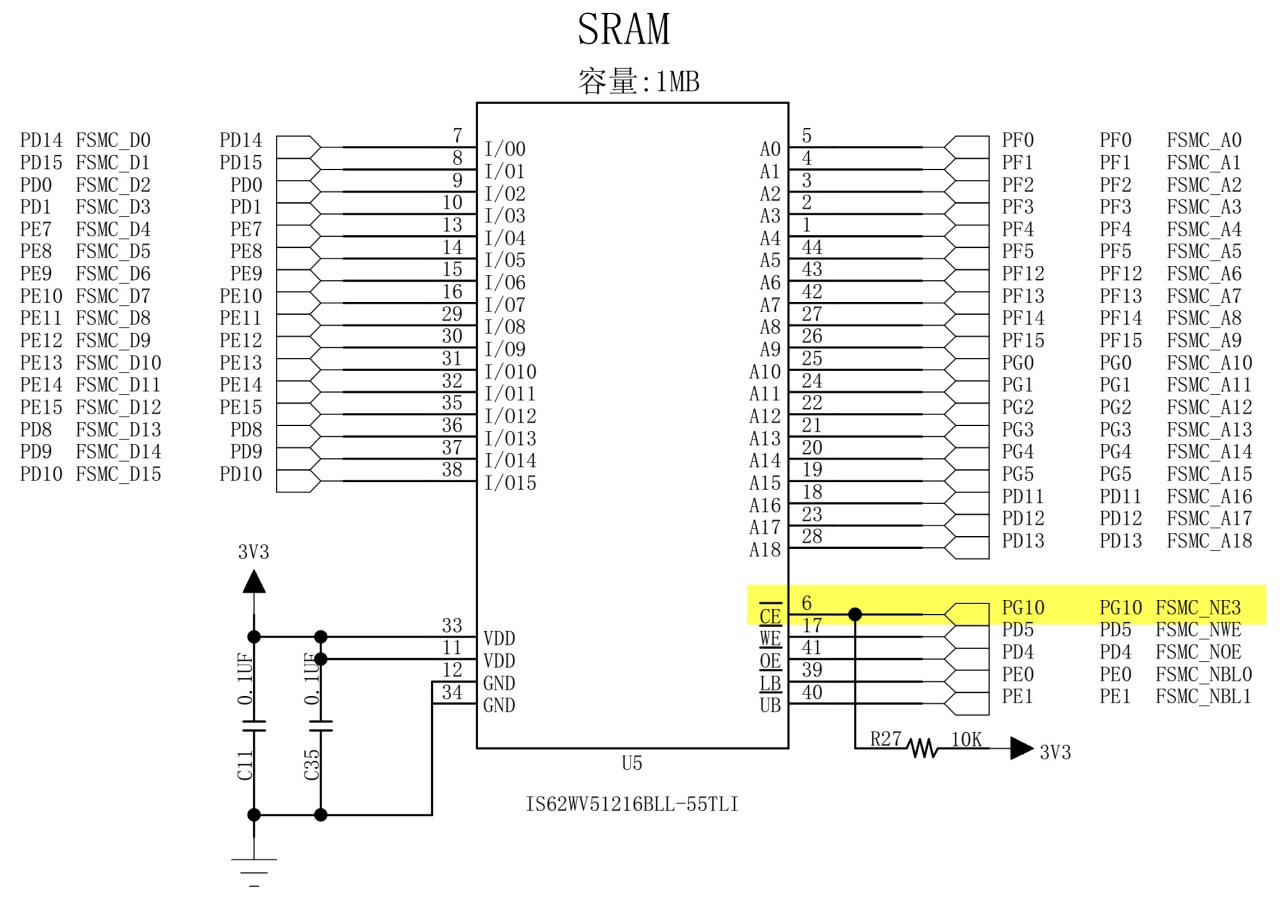 SRAM
容量:1MB
PD14 FSMC_D0 PD14 7 I/O0 A0 5 PF0 PF0 FSMC_A0
PD15 FSMC_D1 PD15 8 I/O1 A1 4 PF1 PF1 FSMC_A1
PD0 FSMC_D2 PD0 9 I/O2 A2 3 PF2 PF2 FSMC_A2
PD1 FSMC_D3 PD1 10 I/O3 A3 2 PF3 PF3 FSMC_A3
PE7 FSMC_D4 PE7 13 I/O4 A4 1 PF4 PF4 FSMC_A4
PE8 FSMC_D5 PE8 14 I/O5 A5 44 PF5 PF5 FSMC_A5
PE9 FSMC_D6 PE9 15 I/O6 A6 43 PF12 PF12 FSMC_A6
PE10 FSMC_D7 PE10 16 I/O7 A7 42 PF13 PF13 FSMC_A7
PE11 FSMC_D8 PE11 29 I/O8 A8 27 PF14 PF14 FSMC_A8
PE12 FSMC_D9 PE12 30 I/O9 A9 26 PF15 PF15 FSMC_A9
PE13 FSMC_D10 PE13 31 I/O10 A10 25 PG0 PG0 FSMC_A10
PE14 FSMC_D11 PE14 32 I/O11 A11 24 PG1 PG1 FSMC_A11
PE15 FSMC_D12 PE15 35 I/O12 A12 22 PG2 PG2 FSMC_A12
PD8 FSMC_D13 PD8 36 I/O13 A13 21 PG3 PG3 FSMC_A13
PD9 FSMC_D14 PD9 37 I/O14 A14 20 PG4 PG4 FSMC_A14
PD10 FSMC_D15 PD10 38 I/O15 A15 19 PG5 PG5 FSMC_A15
A16 18 PD11 PD11 FSMC_A16
A17 23 PD12 PD12 FSMC_A17
A18 28 PD13 PD13 FSMC_A18
3V3
CE 6 PG10 PG10 FSMC_NE3
33 VDD WE 17 PD5 PD5 FSMC_NWE
11 VDD OE 41 PD4 PD4 FSMC_NOE
12 GND LB 39 PE0 PE0 FSMC_NBL0
34 GND UB 40 PE1 PE1 FSMC_NBL1
0.1UF 0.1UF
C11 C35
R27 10K 3V3
U5
IS62WV51216BLL-55TLI